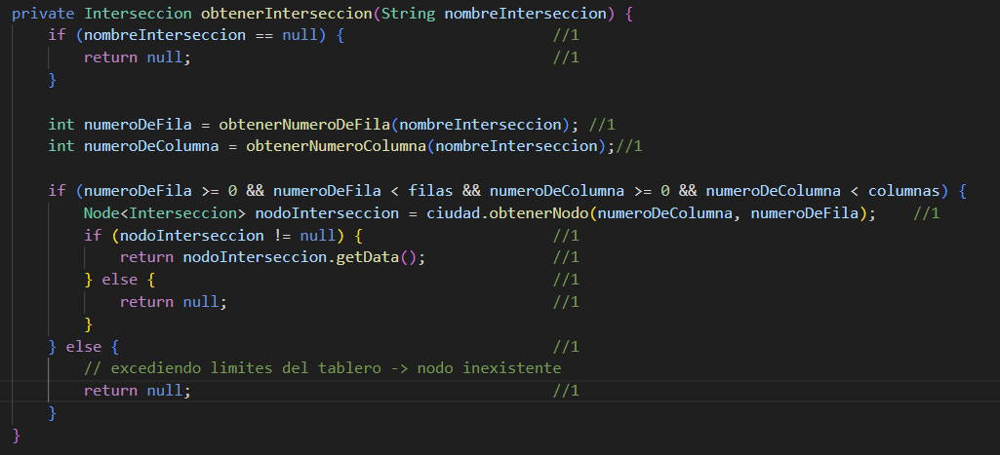 private Interseccion obtenerInterseccion(String nombreInterseccion) {
    if (nombreInterseccion == null) {                       //1
        return null;                                        //1
    }
    int numeroDeFila = obtenerNumeroDeFila(nombreInterseccion); //1
    int numeroDeColumna = obtenerNumeroColumna(nombreInterseccion);//1
    if (numeroDeFila >= 0 && numeroDeFila < filas && numeroDeColumna >= 0 && numeroDeColumna < columnas) {
        Node<Interseccion> nodoInterseccion = ciudad.obtenerNodo(numeroDeColumna, numeroDeFila);    //1
        if (nodoInterseccion != null) {                     //1
            return nodoInterseccion.getData();              //1
        } else {                                            //1
            return null;                                    //1
        }
    } else {                                                //1
        // excediendo limites del tablero -> nodo inexistente
        return null;                                        //1
    }
}